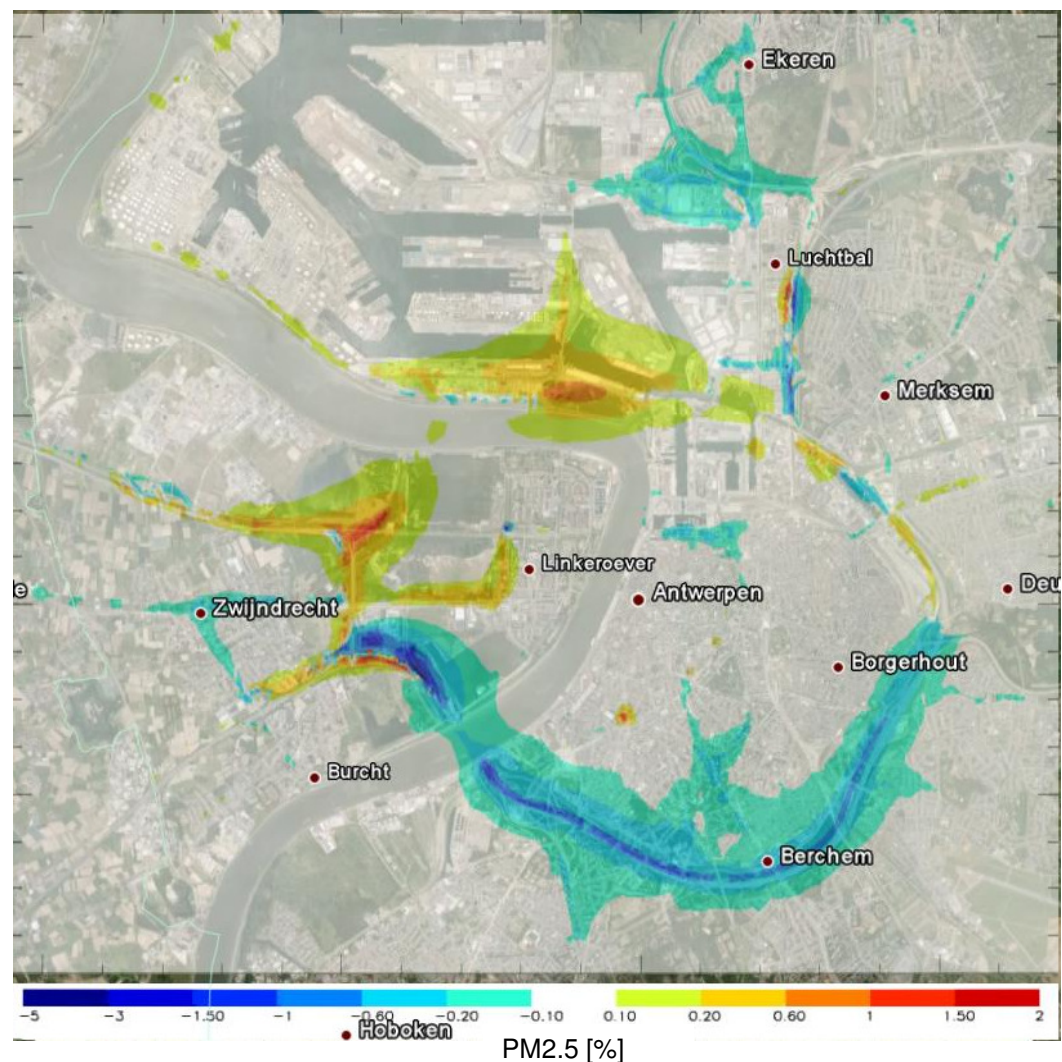 Ekeren
Luchtbal
Merksem
Linkeroever
e
Antwerpen
Deu
Zwijndrecht
Borgerhout
Burcht
Berchem
-5 -3 -1.50 -1 -0.60 -0.20 -0.10 0.10 0.20 0.60 1 1.50 2
Hoboken
PM2.5 [%]